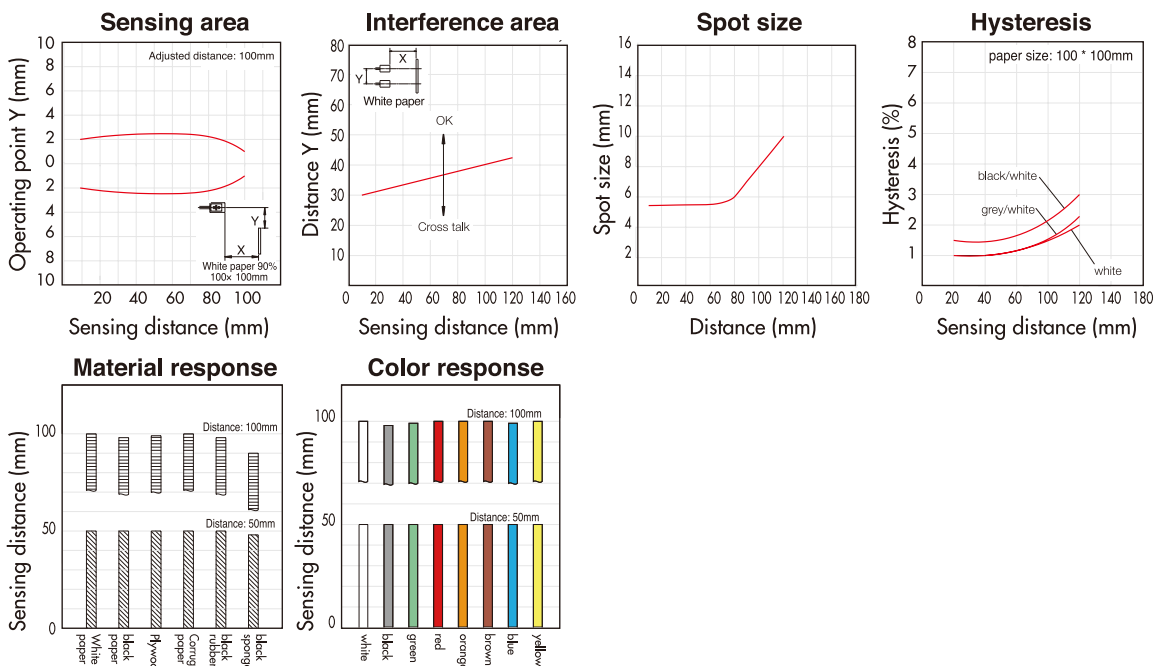 Sensing area
Operating point Y (mm)
10
8
6
4
2
0
2
4
6
8
10
Adjusted distance: 100mm
Y
X
White paper 90%
100× 100mm
20 40 60 80 100
Sensing distance (mm)
Interference area
Distance Y (mm)
80
70
60
50
40
30
20
10
X
Y
White paper
OK
Cross talk
0 20 40 60 80 100 120 140 160
Sensing distance (mm)
Spot size
Spot size (mm)
16
14
12
10
8
6
4
2
0 20 40 60 80 100 120 140 160 180
Distance (mm)
Hysteresis
Hysteresis (%)
8%
7
6
5
4
3
2
1
paper size: 100 * 100mm
black/white
grey/white
white
0 20 40 60 100 120 140 180
Sensing distance (mm)
Material response
Sensing distance (mm)
100
50
0
Distance: 100mm
Distance: 50mm
White
paper
black
paper
Corrug
paper
black
rubber
black
sponge
Color response
Sensing distance (mm)
100
50
0
Distance: 100mm
Distance: 50mm
white
black
green
red
orange
brown
blue
yellow